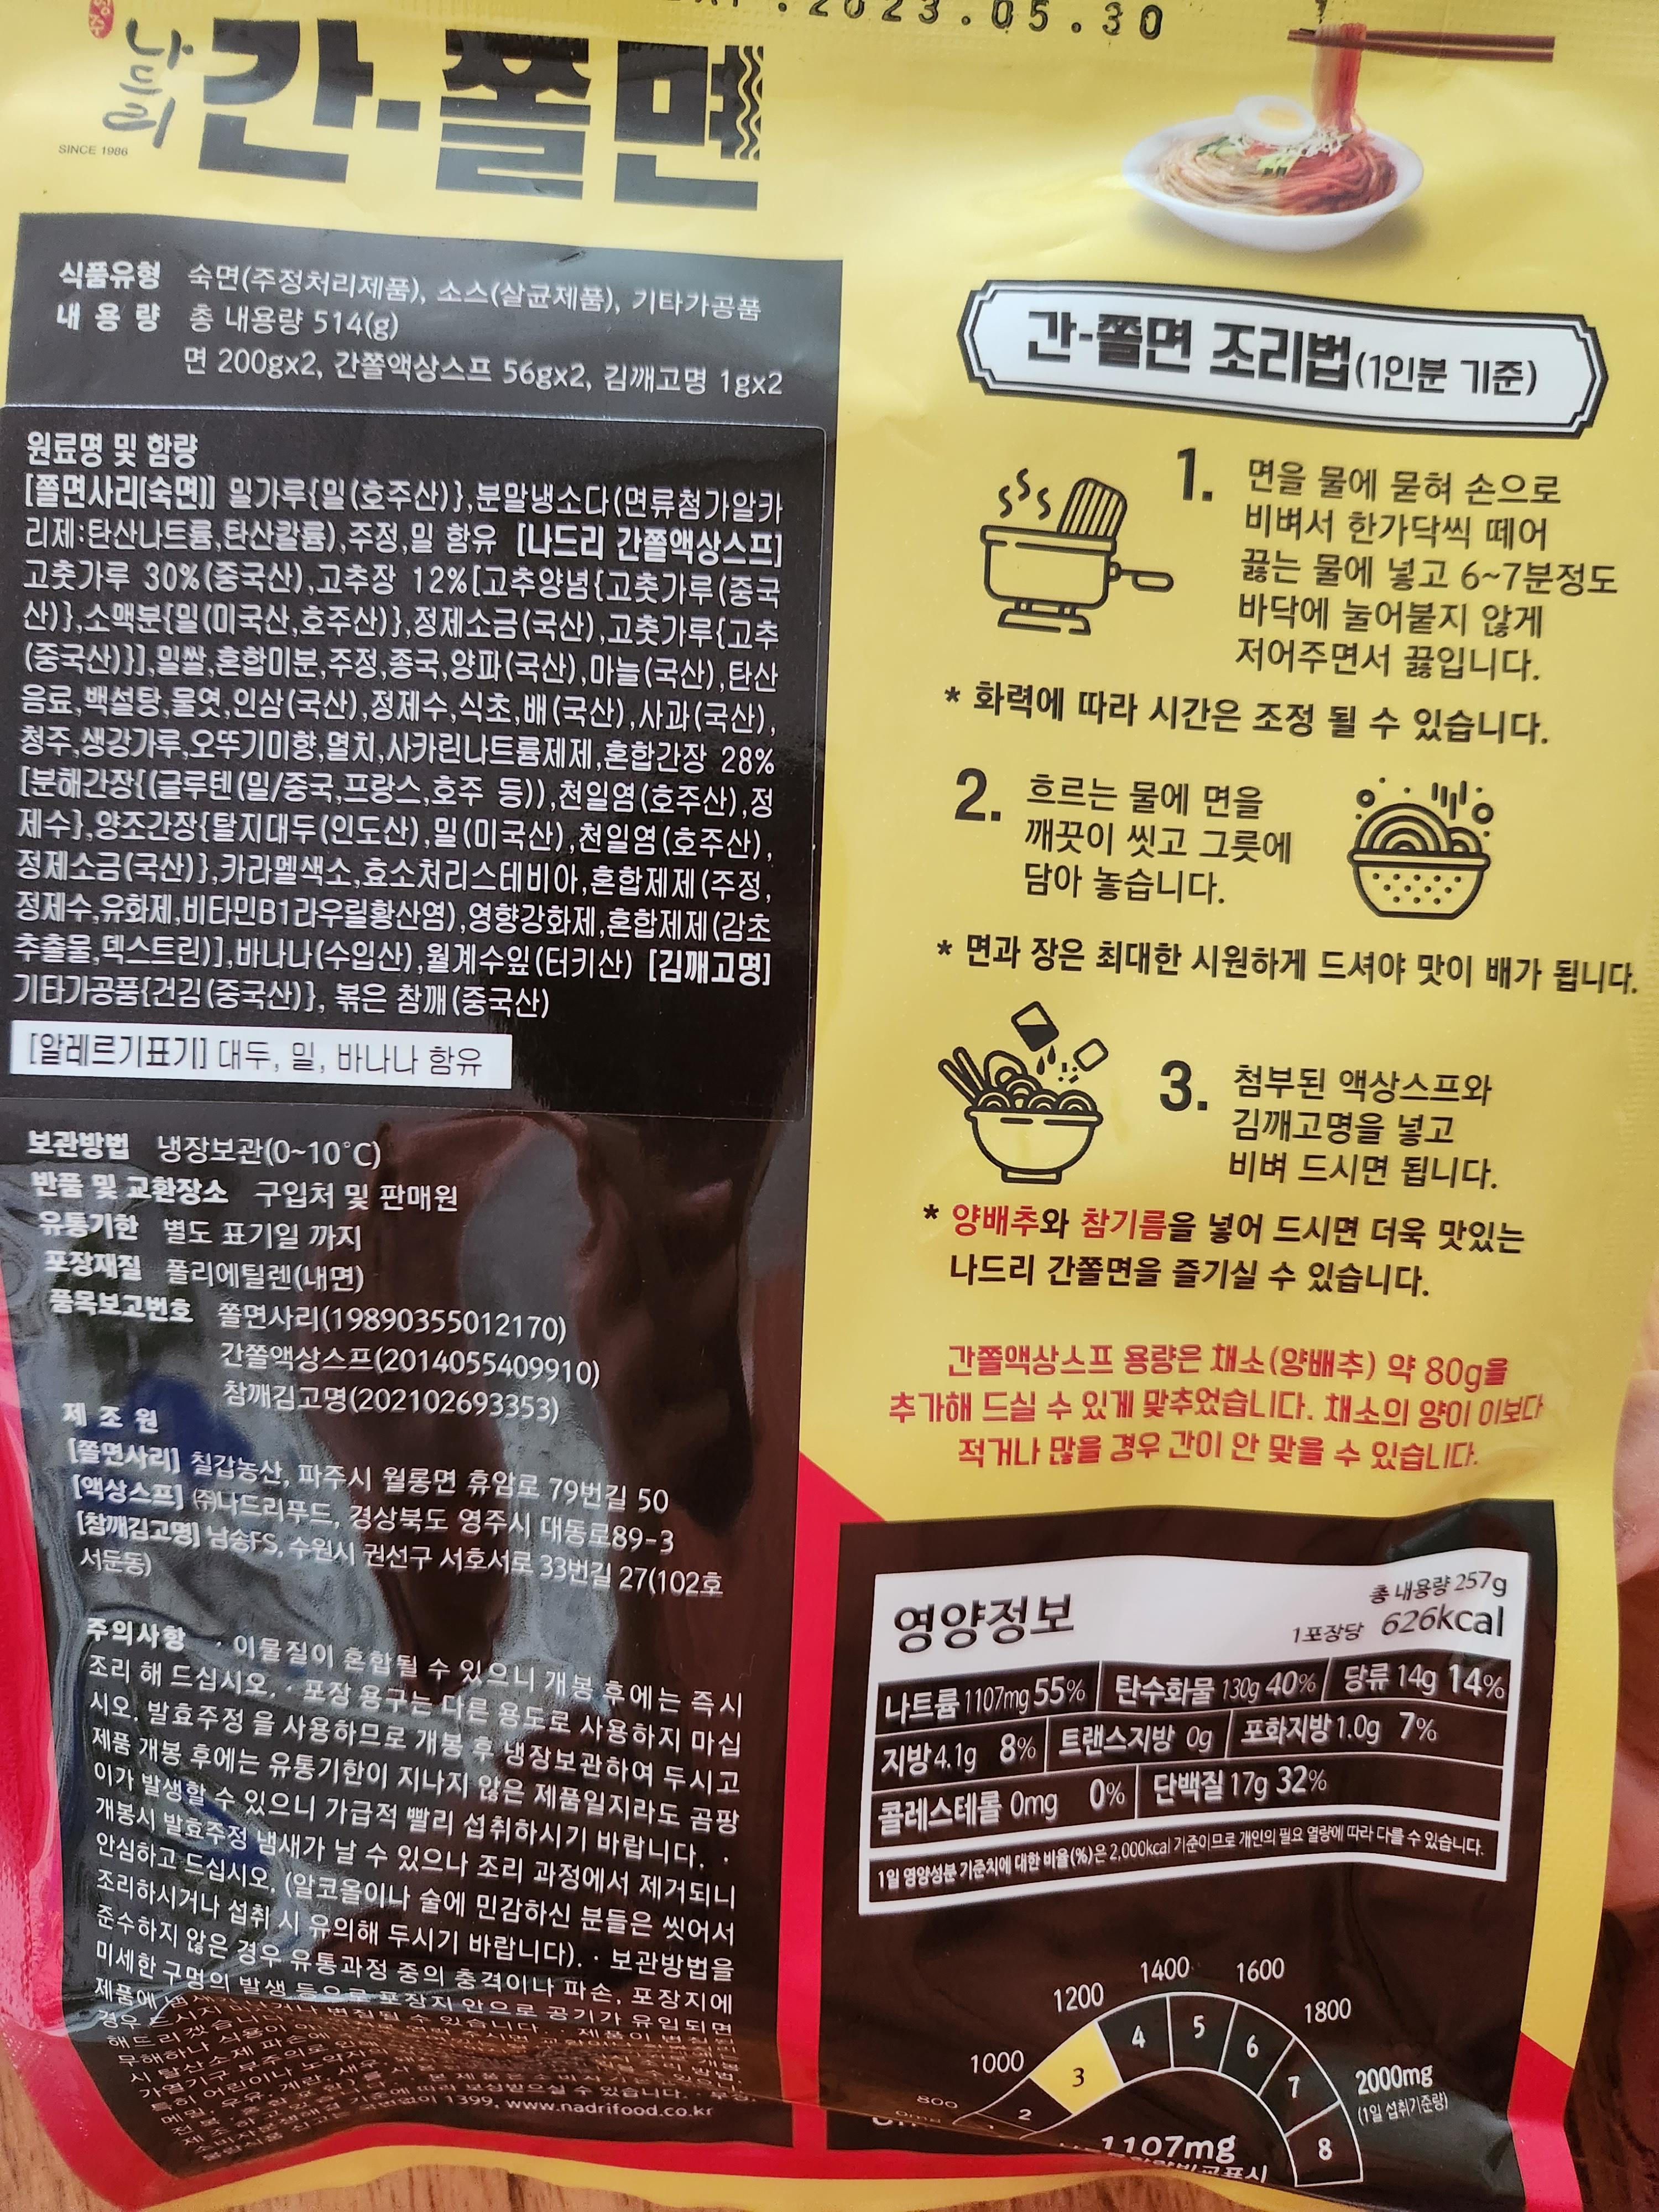 2023.05.30
나드리
간-쫄면
SINCE 1986
식품유형 숙면(주정처리제품), 소스(살균제품), 기타가공품
내 용 량 총 내용량 514(g)
면 200gx2, 간쫄액상스프 56gx2, 김깨고명 1gx2
원료명 및 함량
[쫄면사리[숙면]] 밀가루{밀(호주산)},분말냉소다(면류첨가알카
리제:탄산나트륨,탄산칼륨),주정,밀 함유 [나드리 간쫄액상스프]
고춧가루 30%(중국산),고추장 12%[고추양념{고춧가루(중국
산)},소맥분{밀(미국산,호주산)},정제소금(국산),고춧가루{고추
(중국산)}],밀쌀,혼합미분,주정,종국,양파(국산),마늘(국산),탄산
음료,백설탕,물엿,인삼(국산),정제수,식초,배(국산),사과(국산),
청주,생강가루,오뚜기미향,멸치,사카린나트륨제제,혼합간장 28%
[분해간장{(글루텐(밀/중국,프랑스,호주 등)),천일염(호주산),정
제수},양조간장{탈지대두(인도산),밀(미국산),천일염(호주산),
정제소금(국산)},카라멜색소,효소처리스테비아,혼합제제(주정,
정제수,유화제,비타민B1라우릴황산염),영향강화제,혼합제제(감초
추출물,덱스트린)],바나나(수입산),월계수잎(터키산) [김깨고명]
기타가공품{건김(중국산)}, 볶은 참깨(중국산)
[알레르기표기] 대두, 밀, 바나나 함유
보관방법 냉장보관(0~10°C)
반품 및 교환장소 구입처 및 판매원
유통기한 별도 표기일 까지
포장재질 폴리에틸렌(내면)
품목보고번호 쫄면사리(19890355012170)
간쫄액상스프(2014055409910)
참깨김고명(202102693353)
제 조 원
[쫄면사리] 칠갑농산, 파주시 월롱면 휴암로 79번길 50
[액상스프] ㈜나드리푸드, 경상북도 영주시 대동로89-3
[참깨김고명] 남송FS, 수원시 권선구 서호서로 33번길 27(102호
서둔동)
주의사항 · 이물질이 혼합될 수 있으니 개봉 후에는 즉시
조리 해 드십시오. · 포장 용구는 다른 용도로 사용하지 마십
시오. 발효주정 을 사용하므로 개봉 후 냉장보관하여 두시고
제품 개봉 후에는 유통기한이 지나지 않은 제품일지라도 곰팡
이가 발생할 수 있으니 가급적 빨리 섭취하시기 바랍니다. ·
개봉시 발효주정 냄새가 날 수 있으나 조리 과정에서 제거되니
안심하고 드십시오. (알코올이나 술에 민감하신 분들은 씻어서
조리하시거나 섭취 시 유의해 두시기 바랍니다). · 보관방법을
준수하지 않은 경우 유통과정 중의 충격이나 파손, 포장지에
미세한 구멍의 발생 등으로 포장지 안으로 공기가 유입되면
제품에
경우 드시지
해드리겠습니다
무해하나, 식용이
시 탈산소제 파손에
가열기구 부주의로
특히 어린이나 노약자
메밀, 우유, 계란, 새우
1399. www.nadrifood.co.kr
간-쫄면 조리법(1인분 기준)
1. 면을 물에 묻혀 손으로
비벼서 한가닥씩 떼어
끓는 물에 넣고 6~7분정도
바닥에 눌어붙지 않게
저어주면서 끓입니다.
* 화력에 따라 시간은 조정 될 수 있습니다.
2. 흐르는 물에 면을
깨끗이 씻고 그릇에
담아 놓습니다.
* 면과 장은 최대한 시원하게 드셔야 맛이 배가 됩니다.
3. 첨부된 액상스프와
김깨고명을 넣고
비벼 드시면 됩니다.
* 양배추와 참기름을 넣어 드시면 더욱 맛있는
나드리 간쫄면을 즐기실 수 있습니다.
간쫄액상스프 용량은 채소(양배추) 약 80g을
추가해 드실 수 있게 맞추었습니다. 채소의 양이 이보다
적거나 많을 경우 간이 안 맞을 수 있습니다.
영양정보
총 내용량 257g
1포장당 626kcal
나트륨 1107mg 55% 탄수화물 130g 40% 당류 14g 14%
지방 4.1g 8% 트랜스지방 0g 포화지방 1.0g 7%
콜레스테롤 0mg 0% 단백질 17g 32%
1일 영양성분 기준치에 대한 비율(%)은 2,000kcal 기준이므로 개인의 필요 열량에 따라 다를 수 있습니다.
800 1000 1200 1400 1600 1800 2000mg
(1일 섭취기준량)
2 3 4 5 6 7 8
1107mg